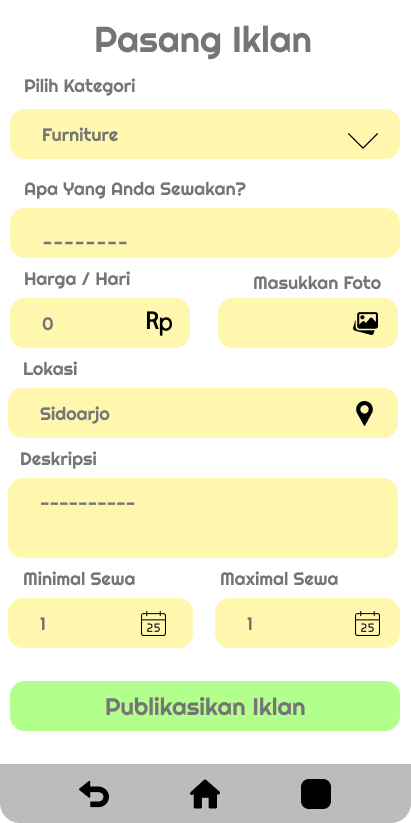 Pasang Iklan
Pilih Kategori
Furniture
Apa Yang Anda Sewakan?
--------
Harga / Hari
Masukkan Foto
0 Rp
Lokasi
Sidoarjo
Deskripsi
----------
Minimal Sewa
Maximal Sewa
1 25
1 25
Publikasikan Iklan